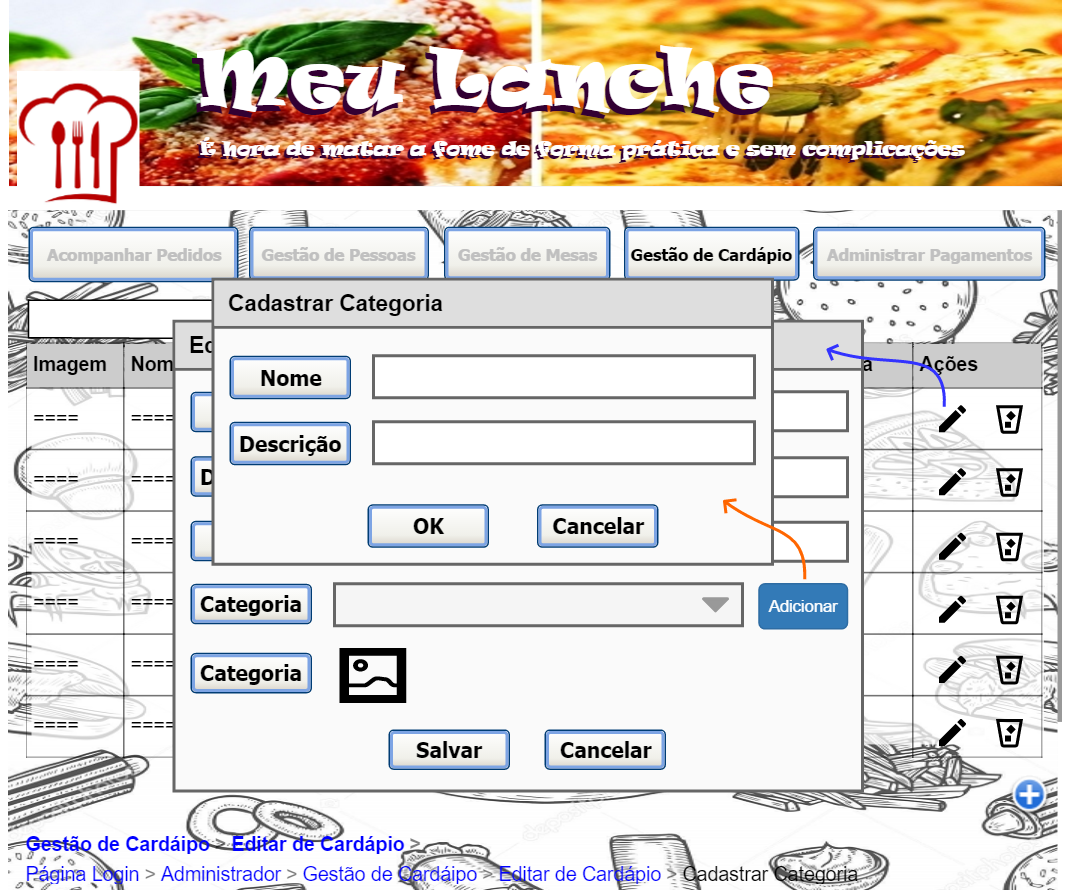 Meu Lanche
É hora de matar a fome de forma prática e sem complicações
Acompanhar Pedidos Gestão de Pessoas Gestão de Mesas Gestão de Cardápio Administrar Pagamentos
Cadastrar Categoria
Imagem Nom a Ações
Nome
==== ====
Descrição
==== ====
D
OK Cancelar
==== ====
==== ====
Categoria Adicionar
==== ====
Categoria
==== ====
Salvar Cancelar
Gestão de Cardáipo > Editar de Cardápio >
Página Login > Administrador > Gestão de Cardáipo > Editar de Cardápio > Cadastrar Categoria